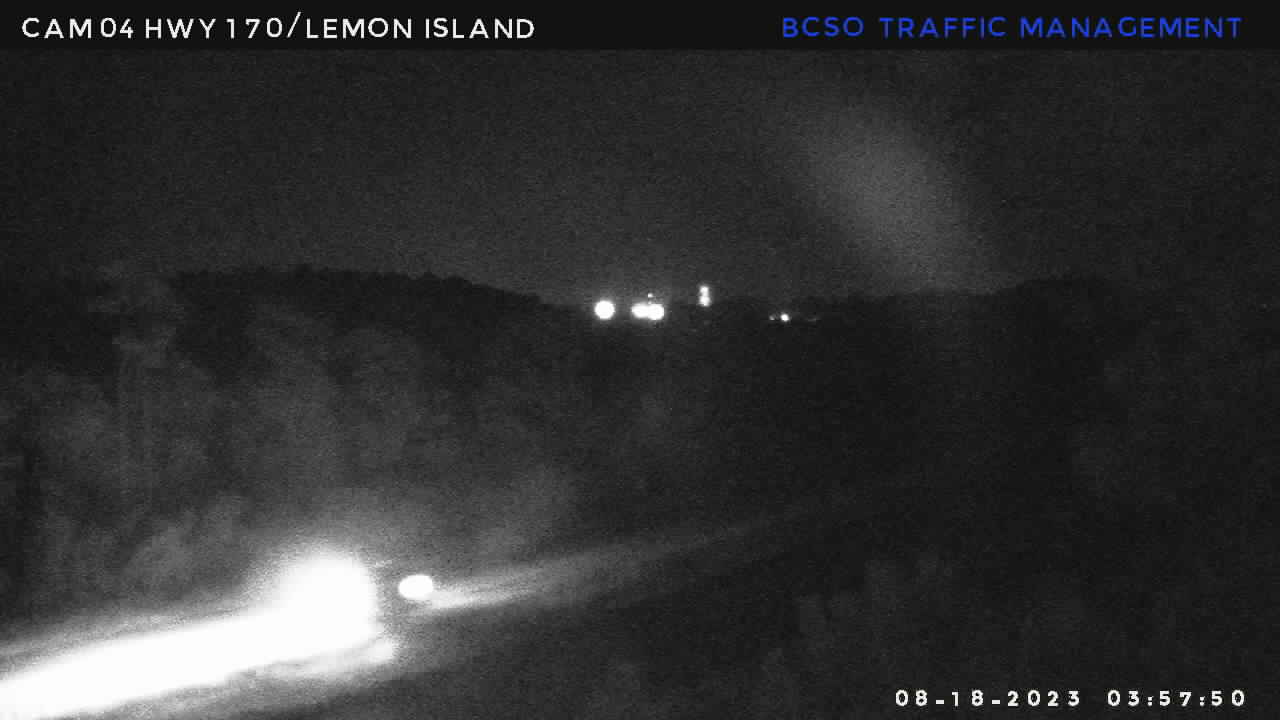 CAM04 HWY 170/LEMON ISLAND
BCSO TRAFFIC MANAGEMENT
08-18-2023 03:57:50